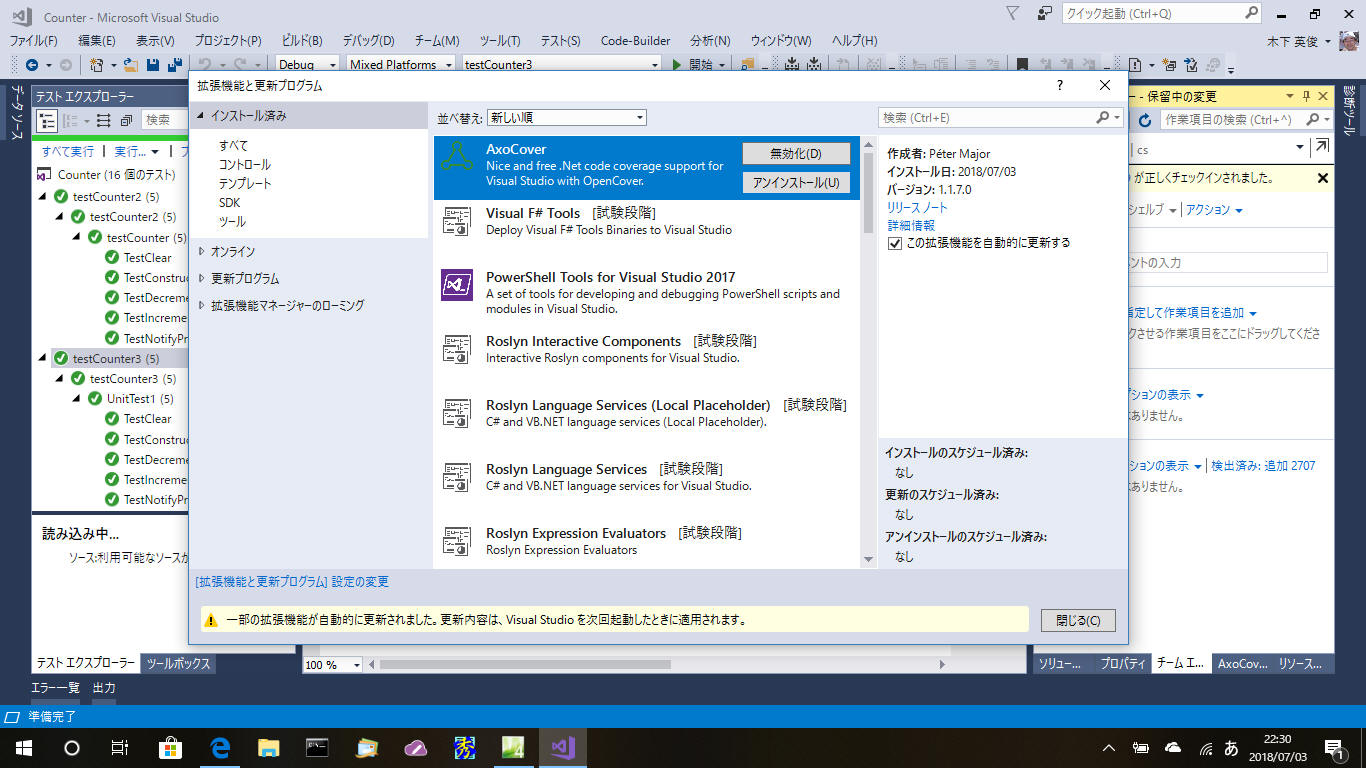 Counter - Microsoft Visual Studio
クイック起動 (Ctrl+Q)
ファイル(F) 編集(E) 表示(V) プロジェクト(P) ビルド(B) デバッグ(D) チーム(M) ツール(T) テスト(S) Code-Builder 分析(N) ウィンドウ(W) ヘルプ(H)
木下 英俊
Debug Mixed Platforms testCounter3 開始
データ ソース
テスト エクスプローラー
検索
すべて実行 | 実行... |
Counter (16 個のテスト)
testCounter2 (5)
testCounter2 (5)
testCounter (5)
TestClear
TestConstruc
TestDecreme
TestIncreme
TestNotifyPr
testCounter3 (5)
testCounter3 (5)
UnitTest1 (5)
TestClear
TestConstruc
TestDecreme
TestIncreme
TestNotifyPr
読み込み中...
ソース:利用可能なソースが
テスト エクスプローラー ツールボックス
拡張機能と更新プログラム
?
インストール済み
すべて
コントロール
テンプレート
SDK
ツール
オンライン
更新プログラム
拡張機能マネージャーのローミング
並べ替え: 新しい順
検索 (Ctrl+E)
AxoCover
Nice and free .Net code coverage support for
Visual Studio with OpenCover.
無効化(D)
アンインストール(U)
Visual F# Tools [試験段階]
Deploy Visual F# Tools Binaries to Visual Studio
PowerShell Tools for Visual Studio 2017
A set of tools for developing and debugging PowerShell scripts and
modules in Visual Studio.
Roslyn Interactive Components [試験段階]
Interactive Roslyn components for Visual Studio.
Roslyn Language Services (Local Placeholder) [試験段階]
C# and VB.NET language services (Local Placeholder).
Roslyn Language Services [試験段階]
C# and VB.NET language services for Visual Studio.
Roslyn Expression Evaluators [試験段階]
Roslyn Expression Evaluators
作成者: Péter Major
インストール日: 2018/07/03
バージョン: 1.1.7.0
リリース ノート
詳細情報
この拡張機能を自動的に更新する
インストールのスケジュール済み:
なし
更新のスケジュール済み:
なし
アンインストールのスケジュール済み:
なし
[拡張機能と更新プログラム] 設定の変更
一部の拡張機能が自動的に更新されました。更新内容は、Visual Studio を次回起動したときに適用されます。
閉じる(C)
ー - 保留中の変更
作業項目の検索 (Ctrl+^)
cs
が正しくチェックインされました。
シェルブ | アクション
ントの入力
指定して作業項目を追加
クさせる作業項目をここにドラッグしてくださ
プションの表示
ありません。
ションの表示 | 検出済み: 追加 2707
ありません。
診断ツール
100 %
ソリュー... プロパティ チーム エ... AxoCov... リソース...
エラー一覧 出力
準備完了
4
あ
22:30
2018/07/03
1